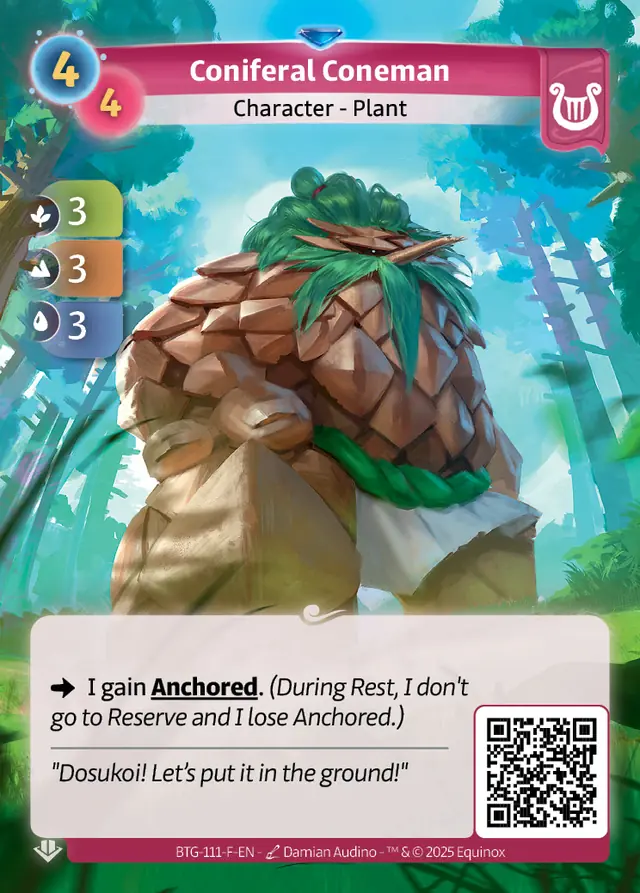 4
4
Coniferal Coneman
Character - Plant
3
3
3
I gain Anchored. (During Rest, I don't
go to Reserve and I lose Anchored.)
"Dosukoi! Let's put it in the ground!"
BTG-111-F-EN - Damian Audino - ™ & © 2025 Equinox